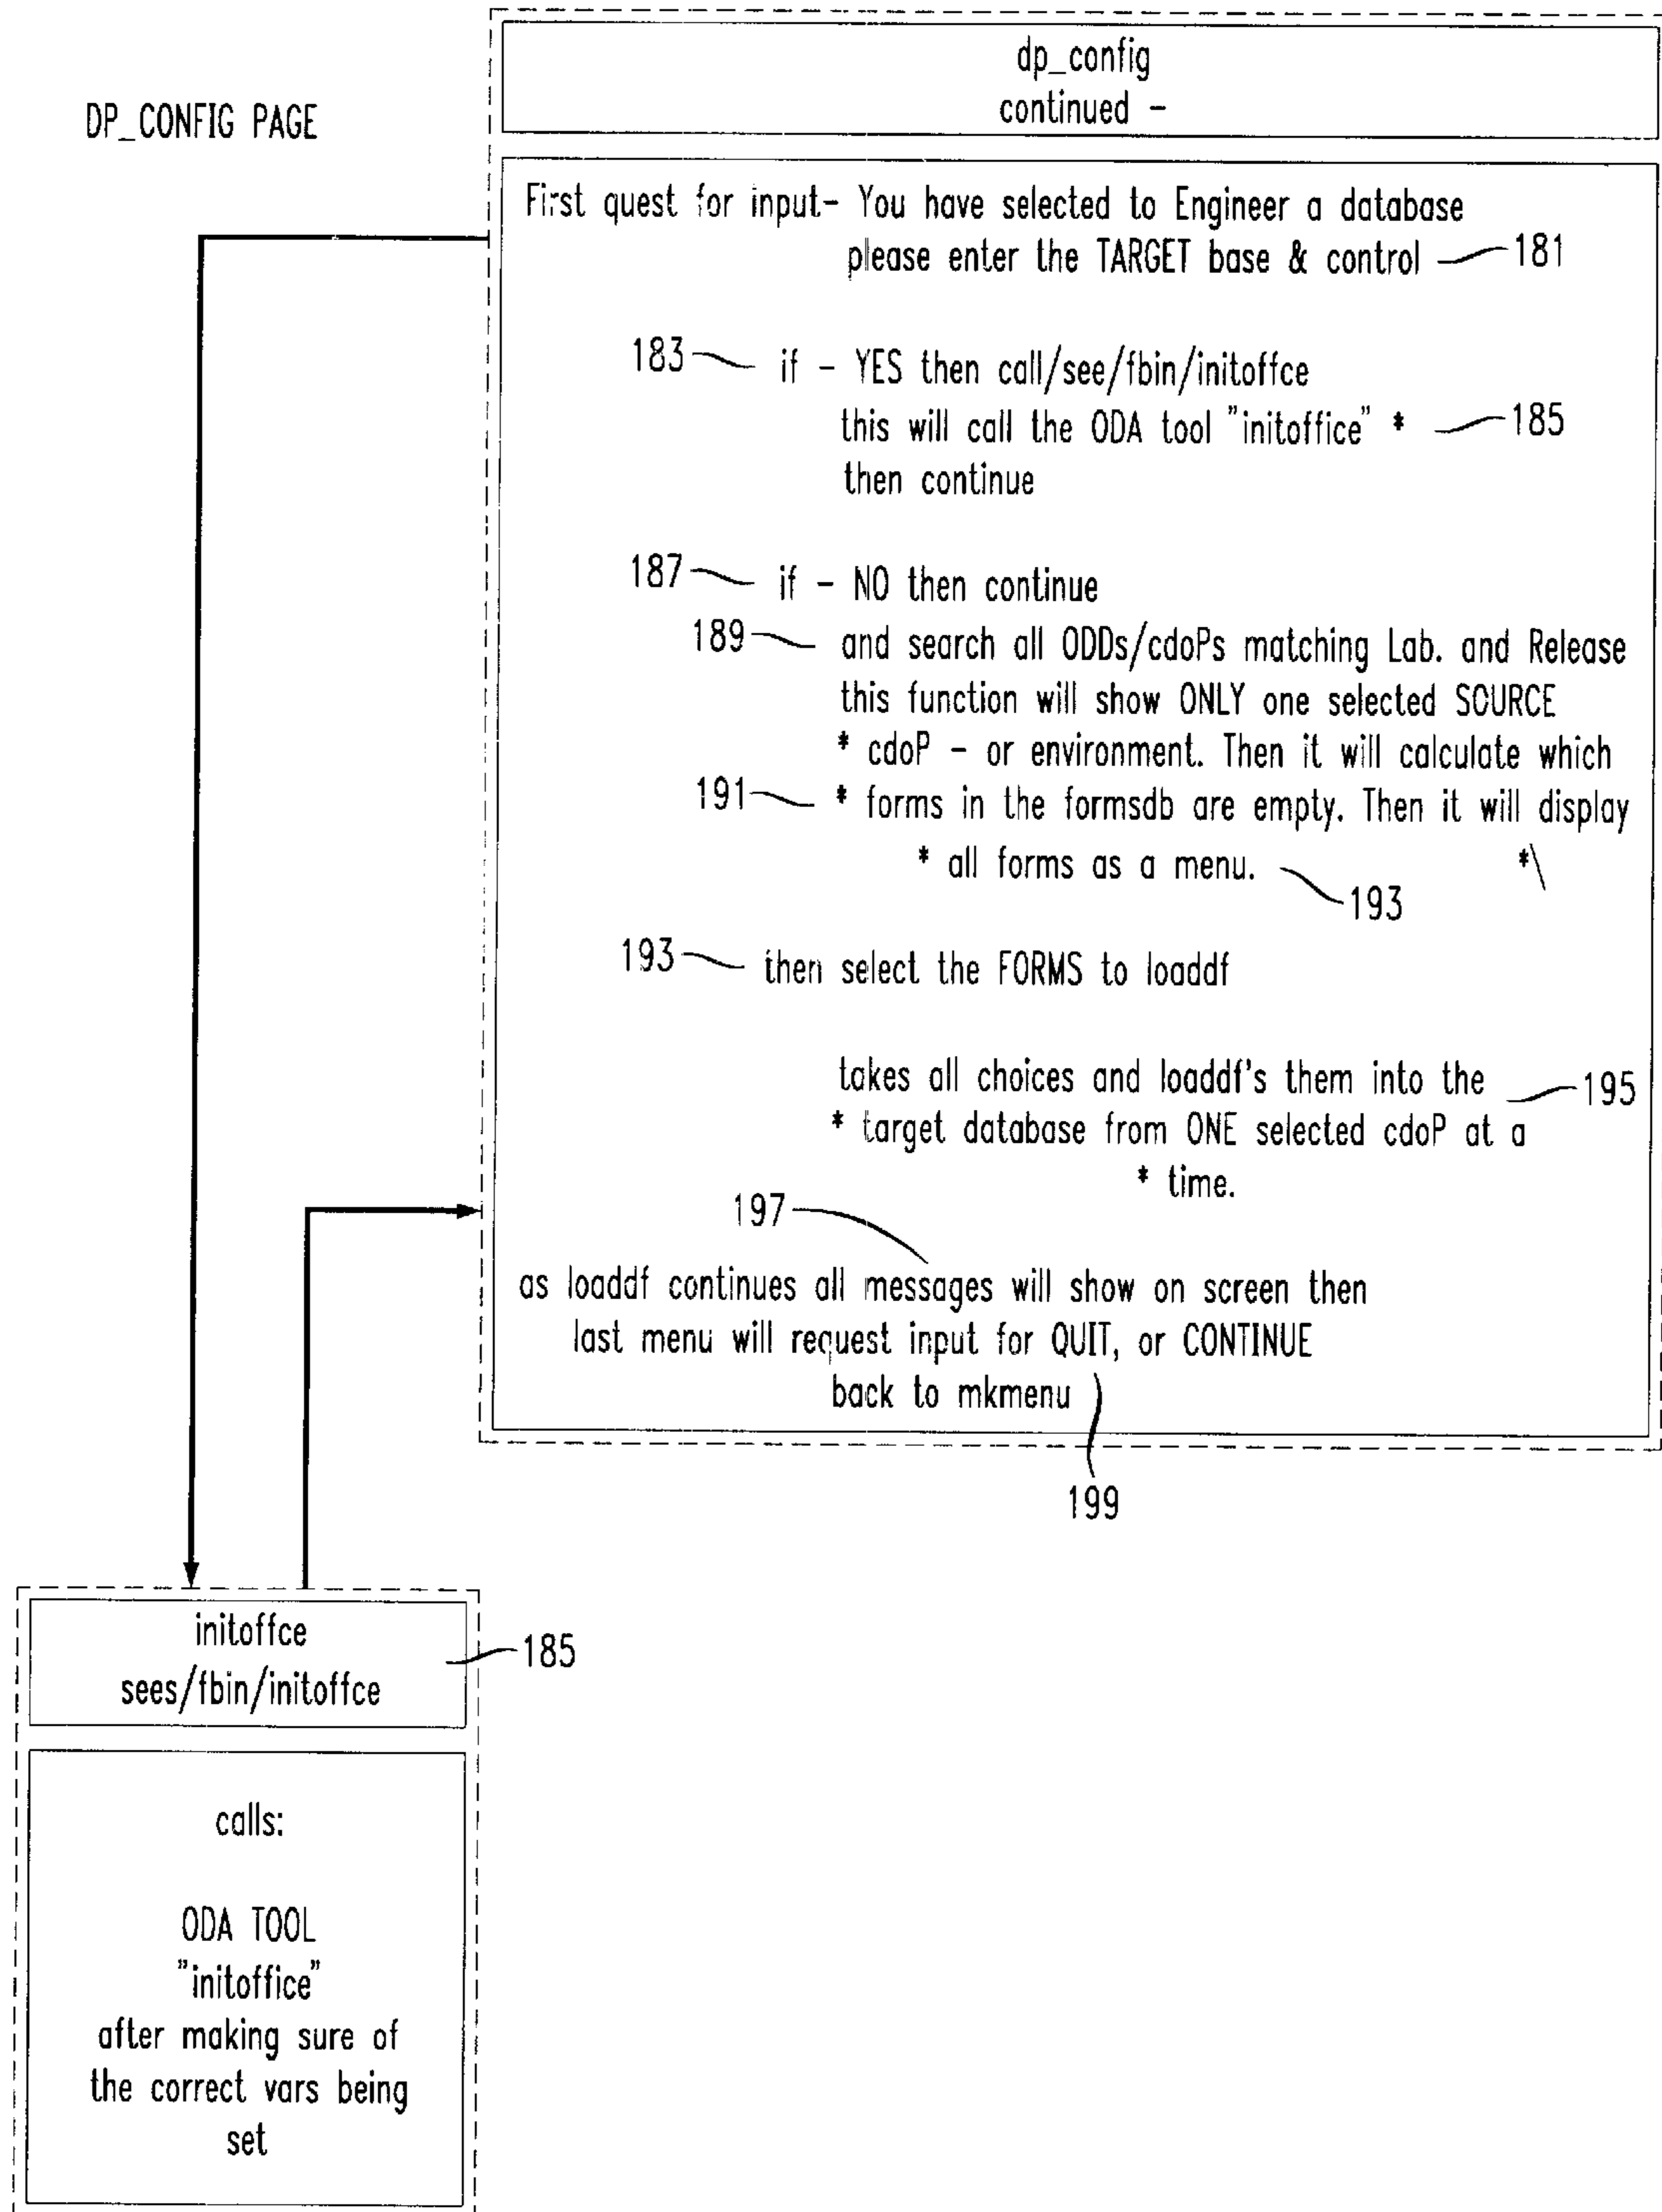 DP_CONFIG PAGE
dp_config
continued -
First quest for input- You have selected to Engineer a database
please enter the TARGET base & control 181
183 if - YES then call/see/fbin/initoffce
this will call the ODA tool "initoffice" * 185
then continue
187 if - NO then continue
189 and search all ODDs/cdoPs matching Lab. and Release
this function will show ONLY one selected SOURCE
* cdoP - or environment. Then it will calculate which
191 * forms in the formsdb are empty. Then it will display
* all forms as a menu. *\
193
193 then select the FORMS to loaddf
takes all choices and loaddf's them into the 195
* target database from ONE selected cdoP at a
* time.
197
as loaddf continues all messages will show on screen then
last menu will request input for QUIT, or CONTINUE
back to mkmenu
199
initoffce
sees/fbin/initoffce
185
calls:
ODA TOOL
"initoffice"
after making sure of
the correct vars being
set